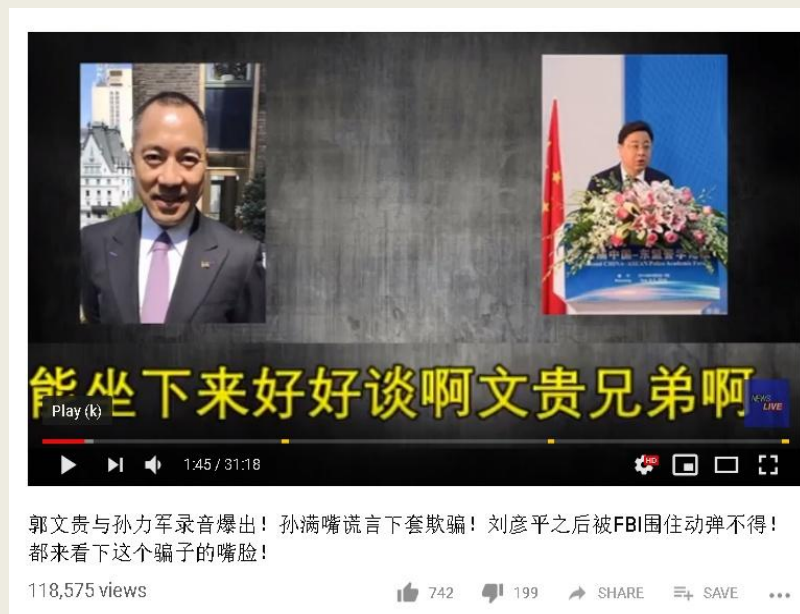 能坐下来好好谈啊文贵兄弟啊
NEWS
LIVE
Play (k)
1:45 / 31:18
HD
郭文贵与孙力军录音爆出！孙满嘴谎言下套欺骗！刘彦平之后被FBI围住动弹不得！
都来看下这个骗子的嘴脸！
118,575 views
742
199
SHARE
SAVE